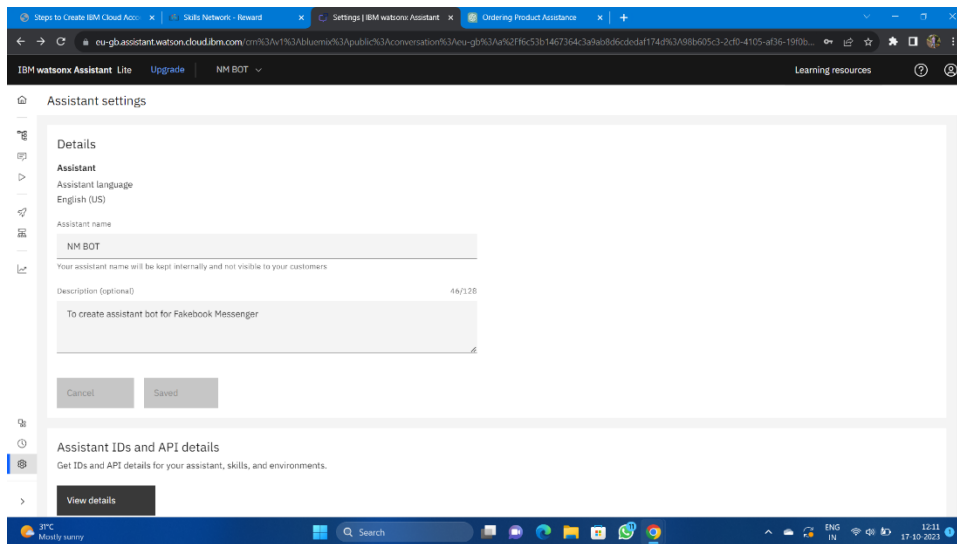 Steps to Create IBM Cloud Acco
Skills Network - Reward
Settings | IBM watsonx Assistant
Ordering Product Assistance
IBM watsonx Assistant Lite
Upgrade
NM BOT
Learning resources
Assistant settings
Details
Assistant
Assistant language
English (US)
Assistant name
NM BOT
Your assistant name will be kept internally and not visible to your customers
Description (optional)
46/128
To create assistant bot for Fakebook Messenger
Cancel
Saved
Assistant IDs and API details
Get IDs and API details for your assistant, skills, and environments.
View details
31°C
Mostly sunny
Search
ENG
IN
12:11
17-10-2023